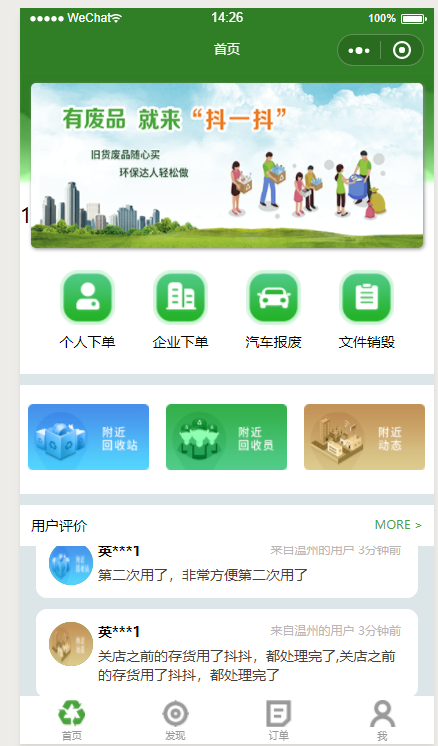 WeChat
14:26
100%
首页
有废品 就来“抖一抖”
旧货废品随心买
环保达人轻松做
1
个人下单
企业下单
汽车报废
文件销毁
附近
回收站
附近
回收员
附近
动态
用户评价
MORE >
英***1
来自温州的用户 3分钟前
第二次用了，非常方便第二次用了
英***1
来自温州的用户 3分钟前
关店之前的存货用了抖抖，都处理完了,关店之前
的存货用了抖抖，都处理完了
首页
发现
订单
我